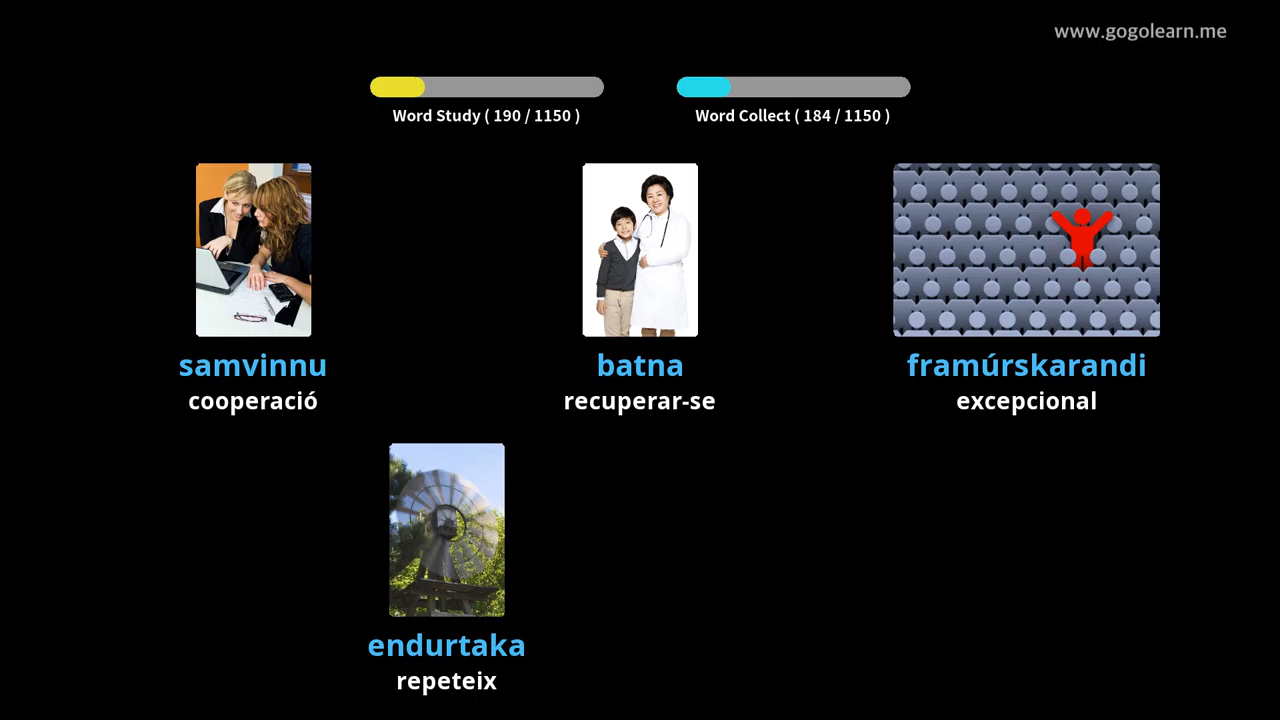 www.gogolearn.me
Word Study ( 190 / 1150 )
Word Collect ( 184 / 1150 )
samvinnu
cooperació
batna
recuperar-se
framúrskarandi
excepcional
endurtaka
repeteix